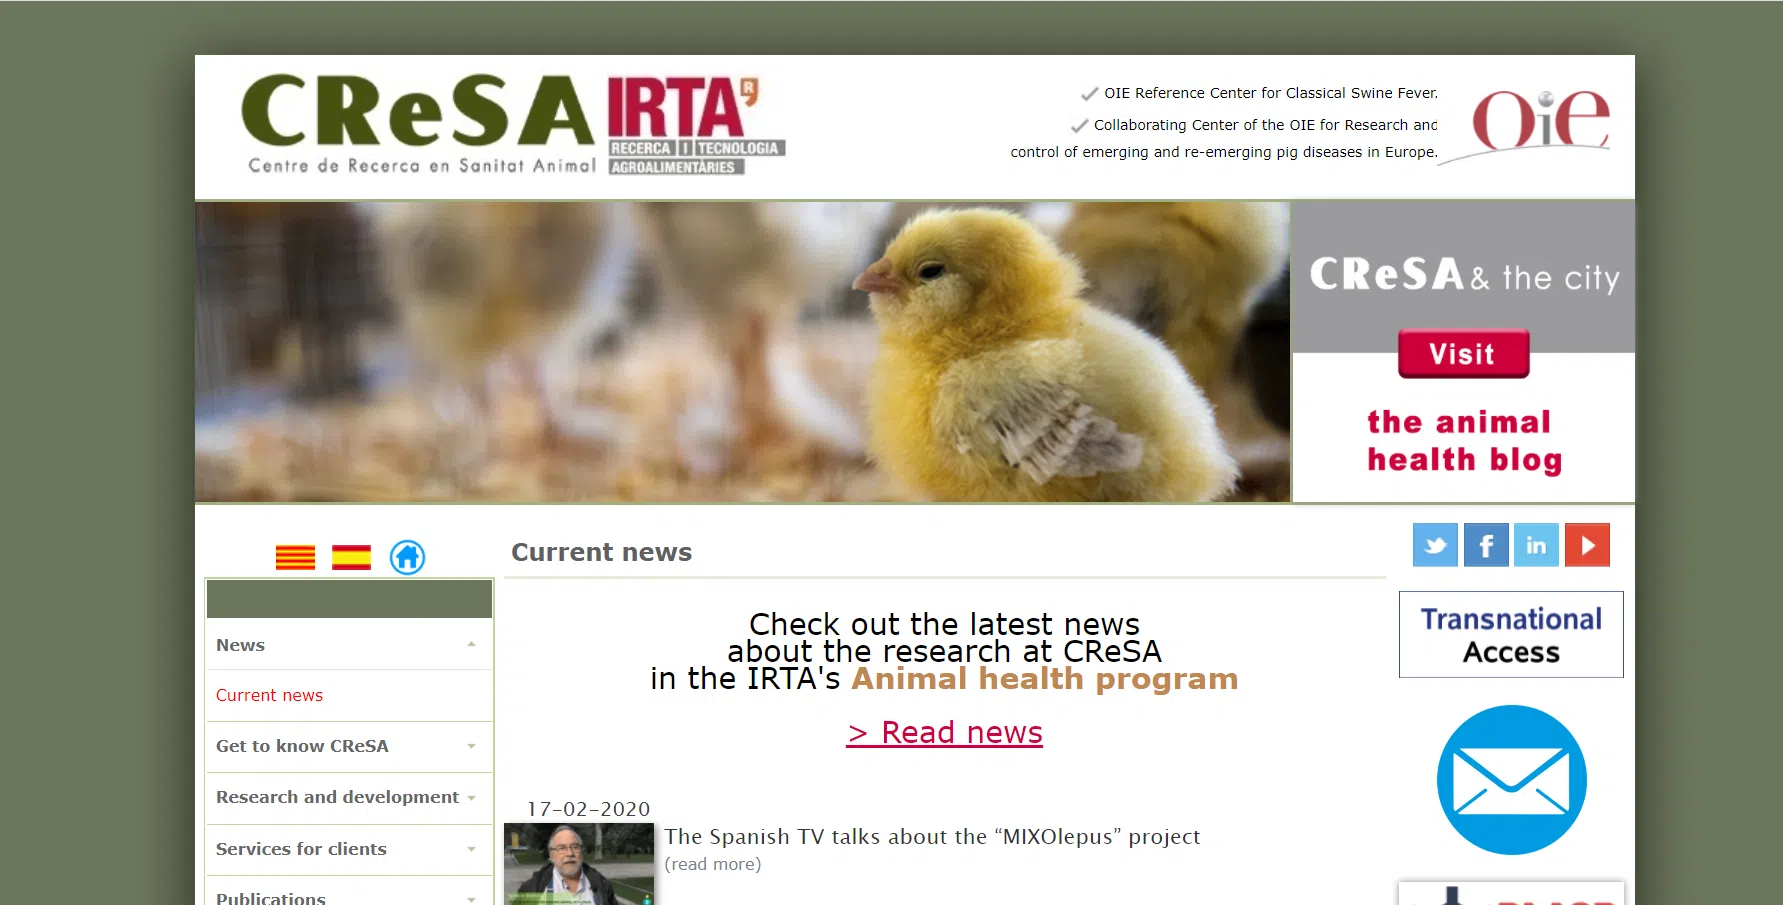 CReSA
Centre de Recerca en Sanitat Animal
IRTA
R
RECERCA I TECNOLOGIA
AGROALIMENTÀRIES
OIE Reference Center for Classical Swine Fever.
Collaborating Center of the OIE for Research and
control of emerging and re-emerging pig diseases in Europe.
OiE
CReSA & the city
Visit
the animal
health blog
Current news
f
in
News
Current news
Get to know CReSA
Research and development
Services for clients
Publications
Check out the latest news
about the research at CReSA
in the IRTA's Animal health program
> Read news
17-02-2020
The Spanish TV talks about the “MIXOlepus” project
(read more)
Transnational
Access